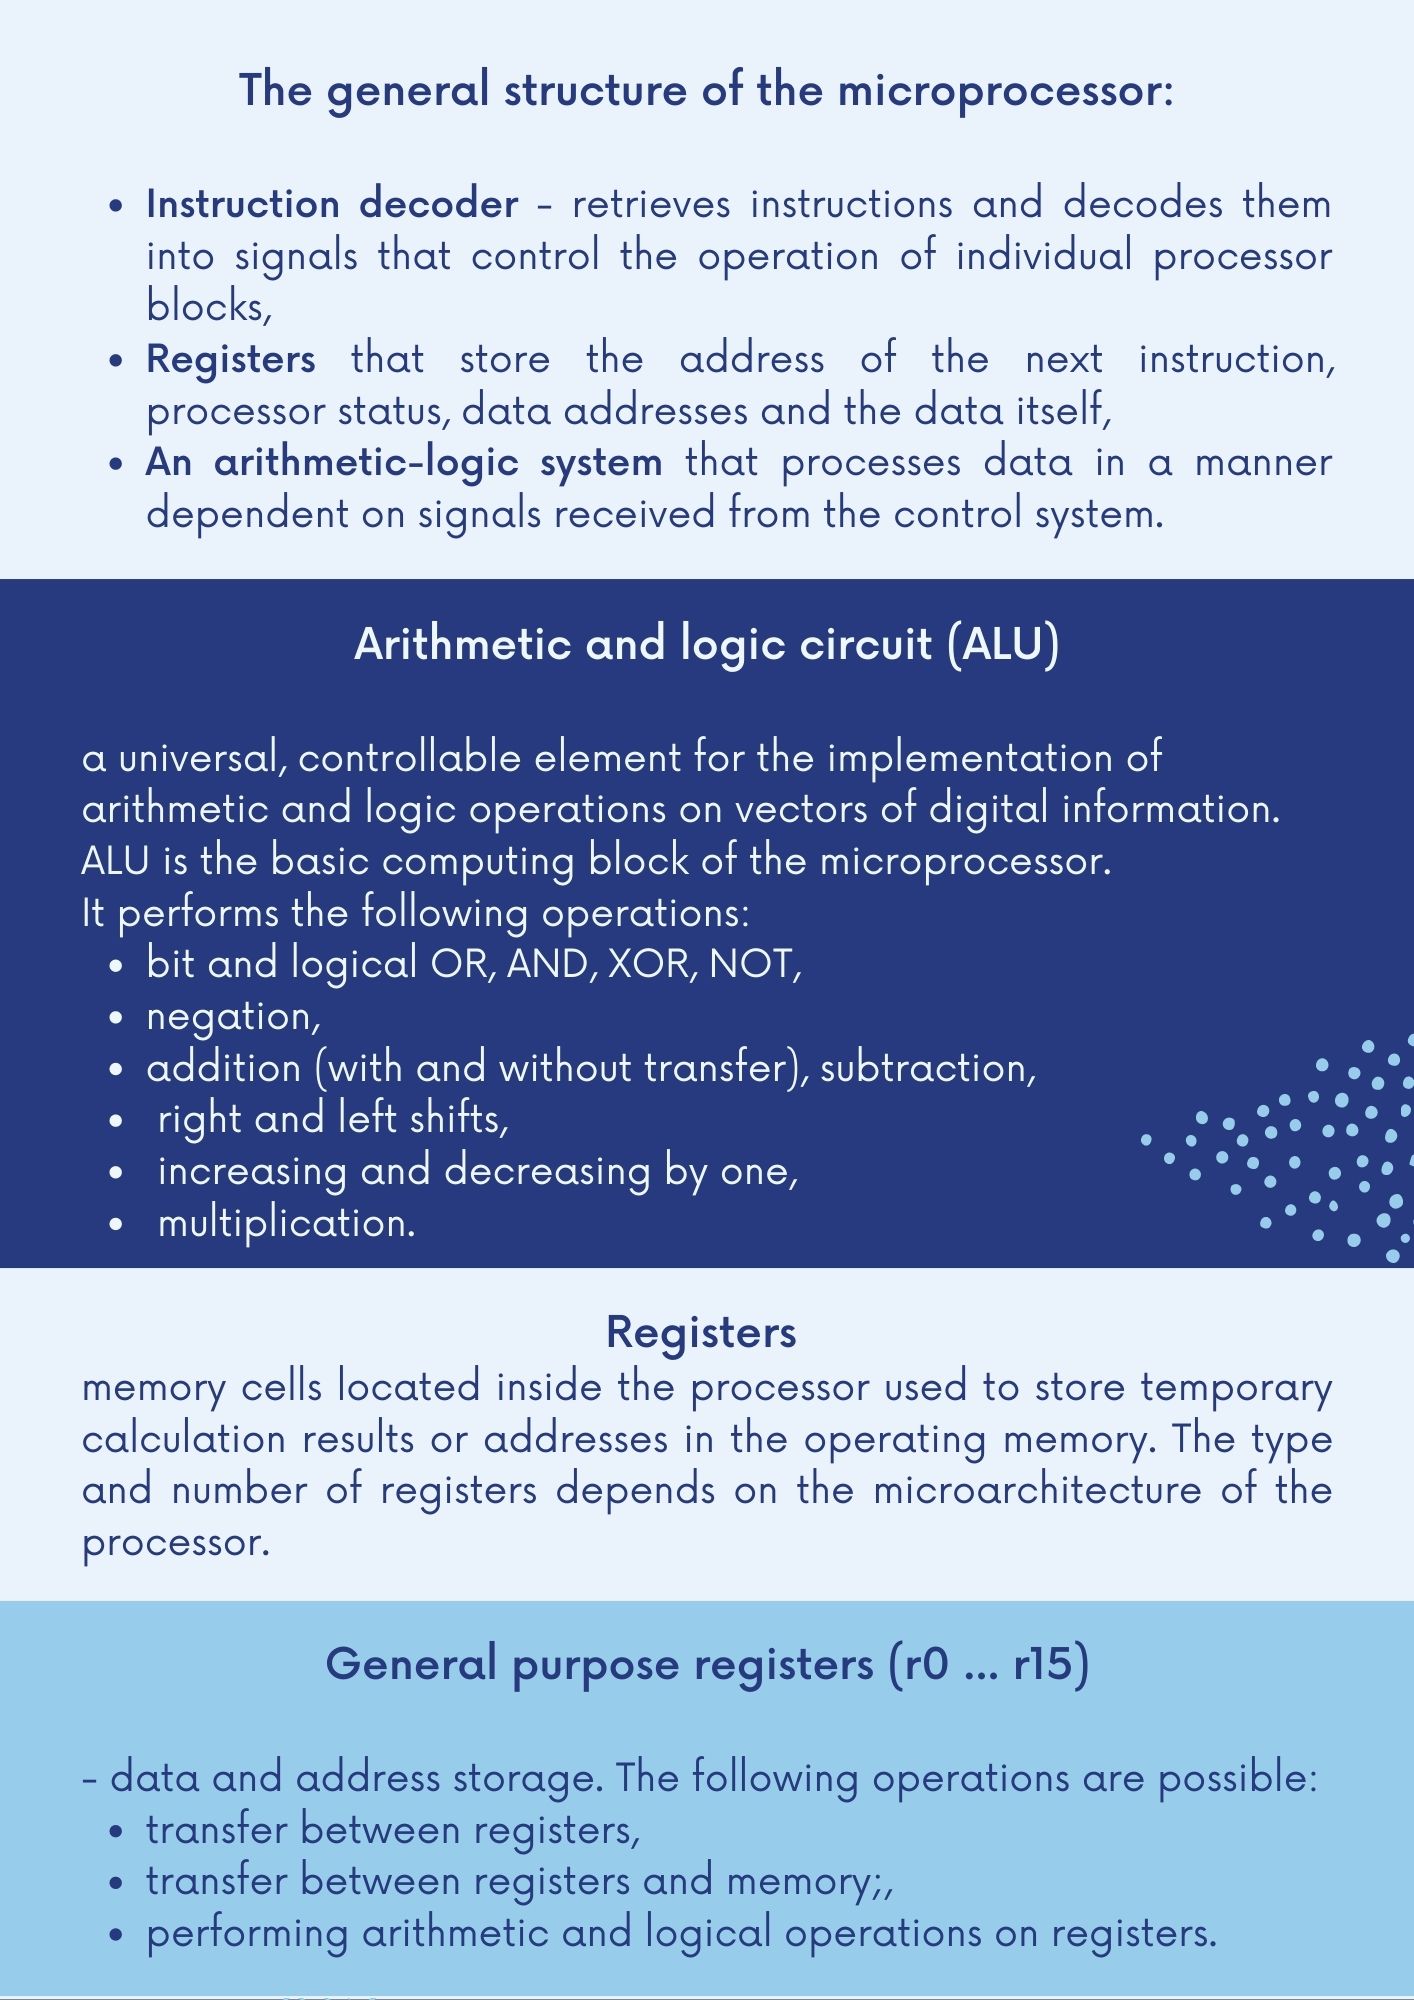 The general structure of the microprocessor:
• Instruction decoder - retrieves instructions and decodes them
into signals that control the operation of individual processor
blocks,
• Registers that store the address of the next instruction,
processor status, data addresses and the data itself,
• An arithmetic-logic system that processes data in a manner
dependent on signals received from the control system.
Arithmetic and logic circuit (ALU)
a universal, controllable element for the implementation of
arithmetic and logic operations on vectors of digital information.
ALU is the basic computing block of the microprocessor.
It performs the following operations:
• bit and logical OR, AND, XOR, NOT,
• negation,
• addition (with and without transfer), subtraction,
• right and left shifts,
• increasing and decreasing by one,
• multiplication.
Registers
memory cells located inside the processor used to store temporary
calculation results or addresses in the operating memory. The type
and number of registers depends on the microarchitecture of the
processor.
General purpose registers (r0 ... r15)
- data and address storage. The following operations are possible:
• transfer between registers,
• transfer between registers and memory;,
• performing arithmetic and logical operations on registers.